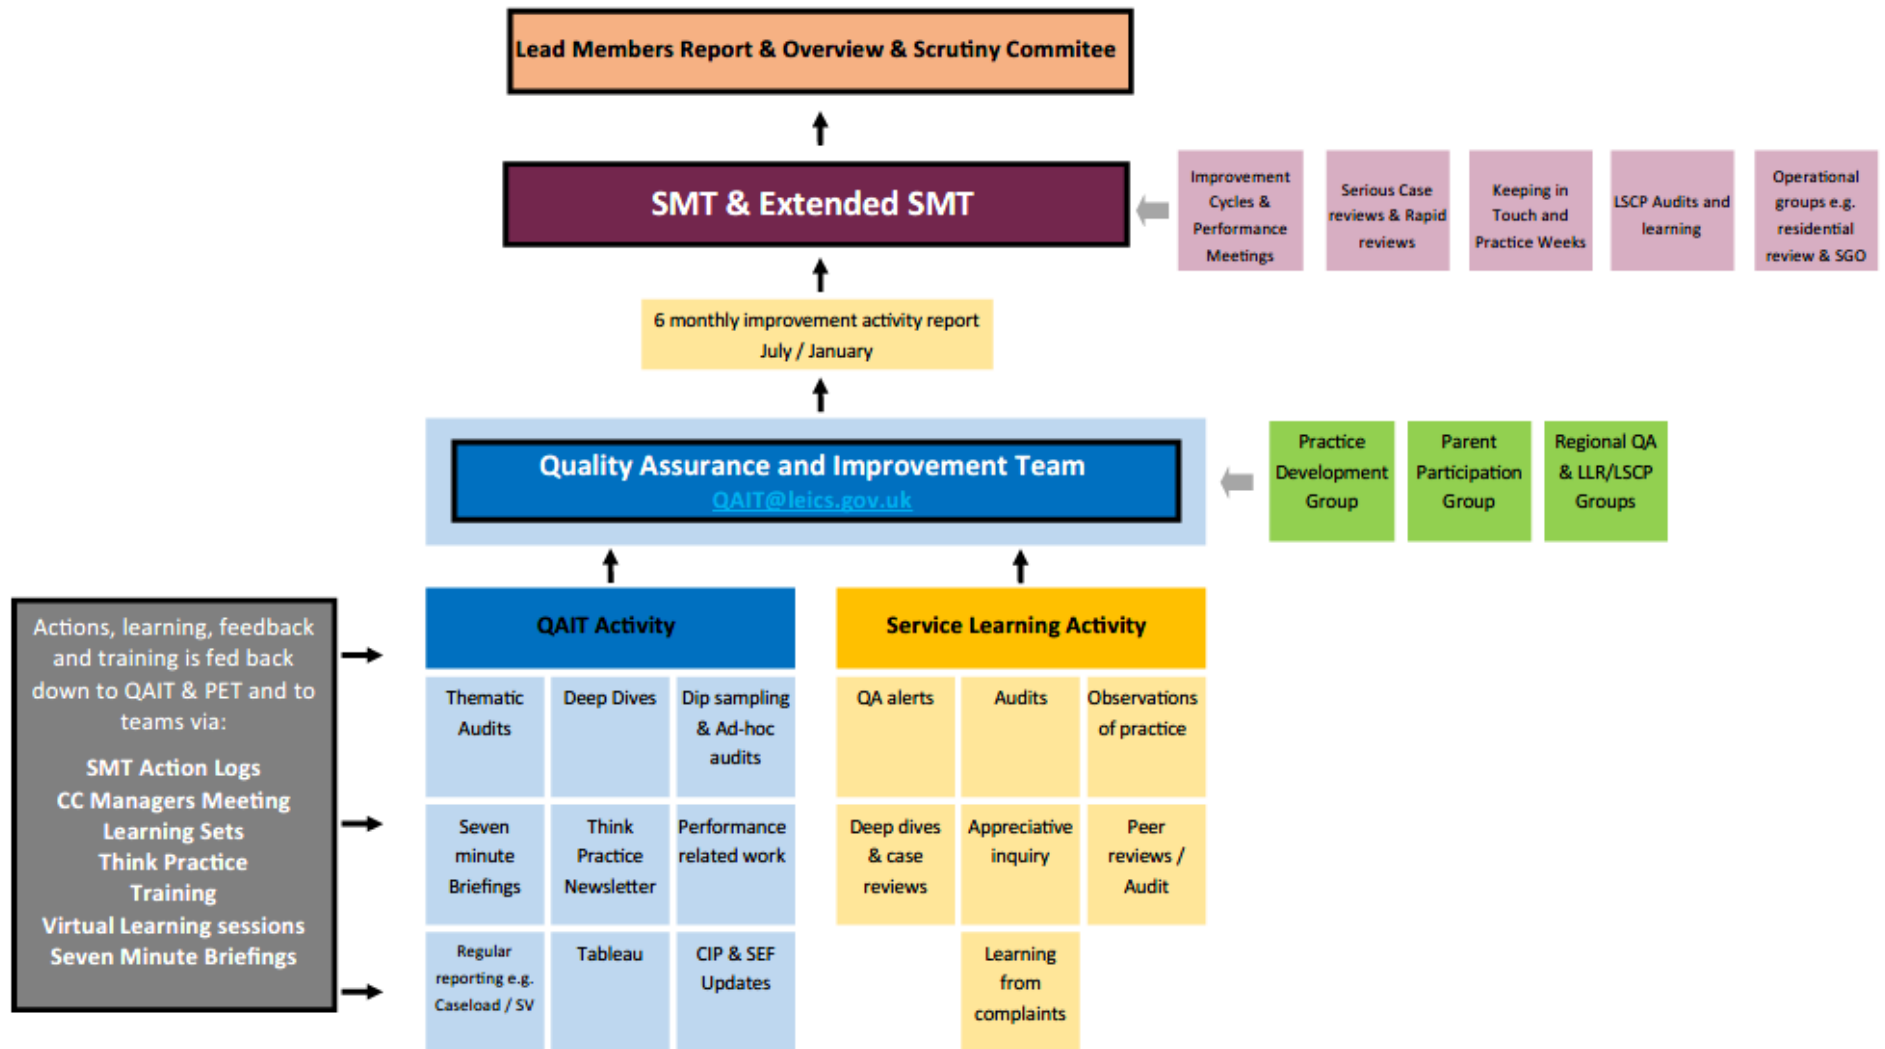 Lead Members Report & Overview & Scrutiny Commitee
SMT & Extended SMT
Improvement
Cycles &
Performance
Meetings
Serious Case
reviews & Rapid
reviews
Keeping in
Touch and
Practice Weeks
LSCP Audits and
learning
Operational
groups e.g.
residential
review & SGO
6 monthly improvement activity report
July / January
Quality Assurance and Improvement Team
QAIT@leics.gov.uk
Practice
Development
Group
Parent
Participation
Group
Regional QA
& LLR/LSCP
Groups
Actions, learning, feedback
and training is fed back
down to QAIT & PET and to
teams via:
SMT Action Logs
CC Managers Meeting
Learning Sets
Think Practice
Training
Virtual Learning sessions
Seven Minute Briefings
QAIT Activity
Thematic
Audits
Deep Dives
Dip sampling
& Ad-hoc
audits
Seven
minute
Briefings
Think
Practice
Newsletter
Performance
related work
Regular
reporting e.g.
Caseload / SV
Tableau
CIP & SEF
Updates
Service Learning Activity
QA alerts
Audits
Observations
of practice
Deep dives
& case
reviews
Appreciative
inquiry
Peer
reviews /
Audit
Learning
from
complaints